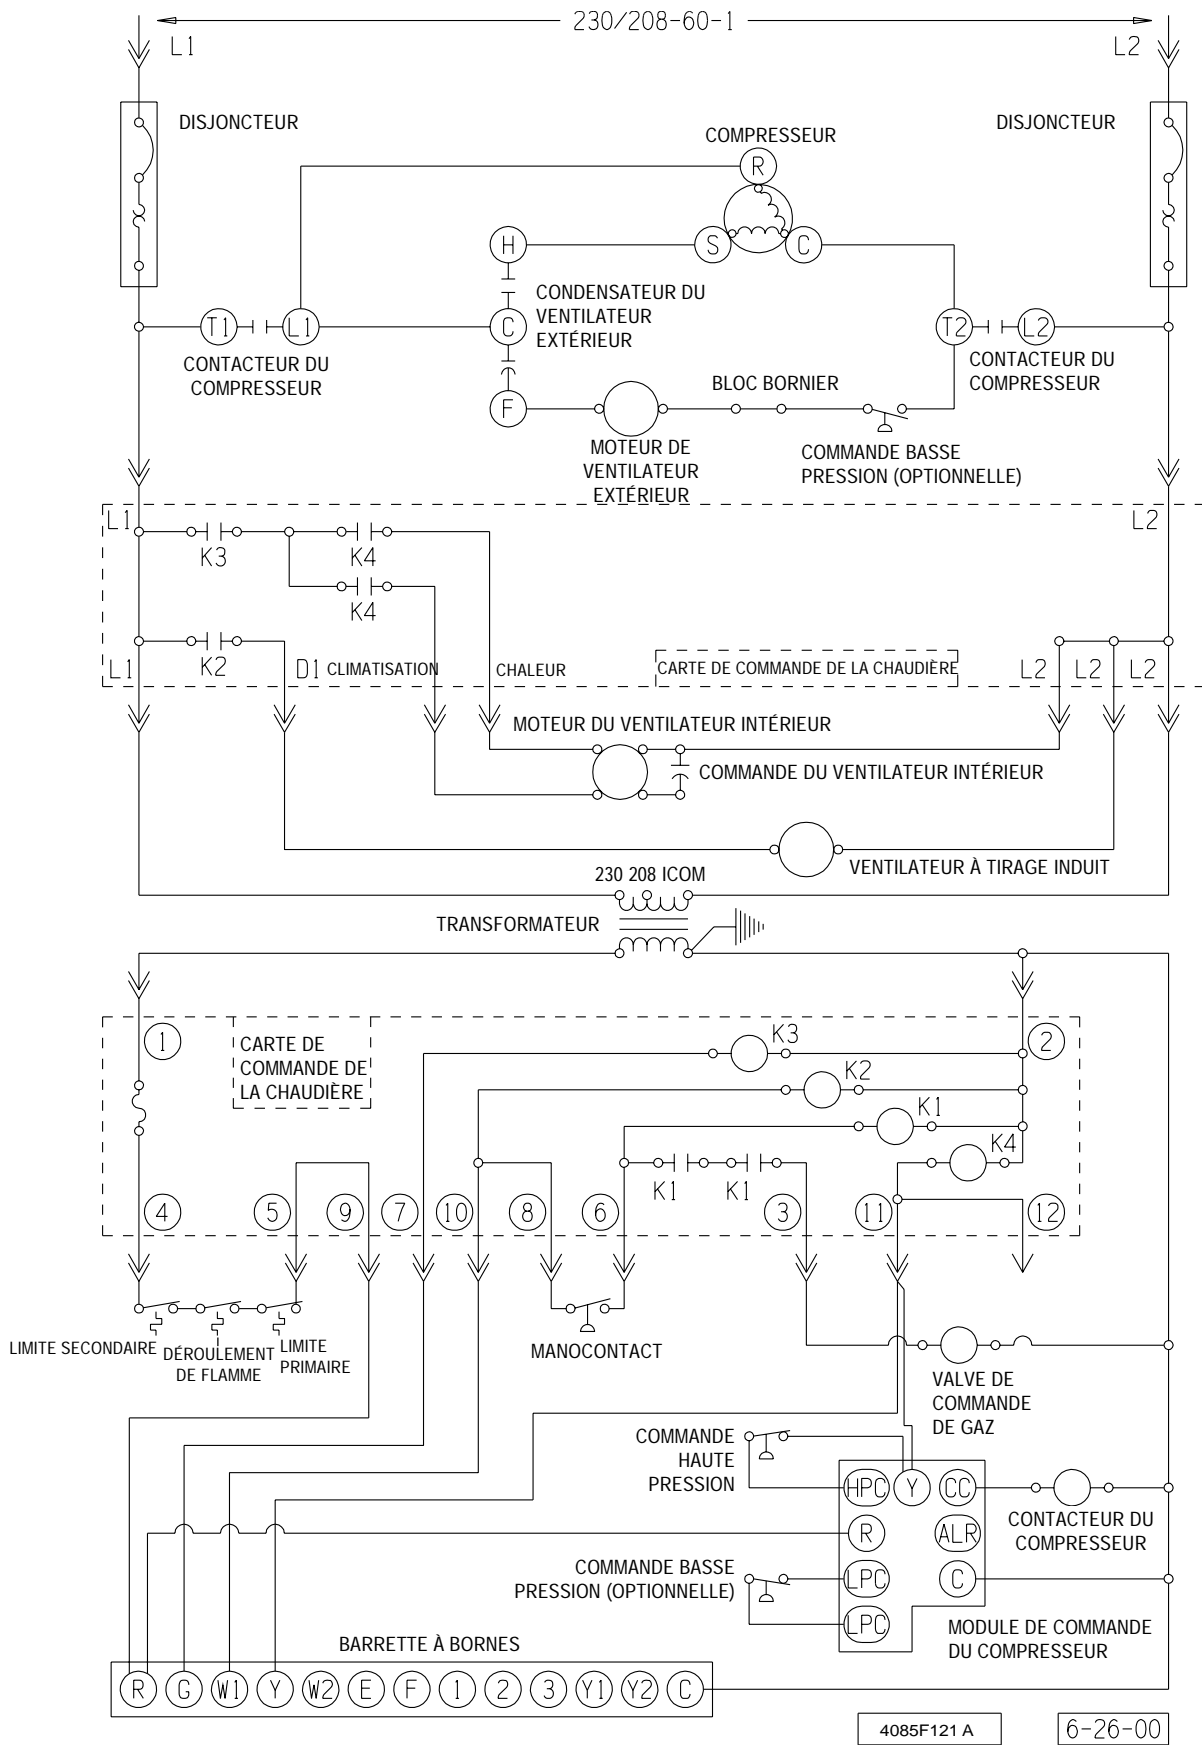 230/208-60-1
L1
L2
DISJONCTEUR
DISJONCTEUR
COMPRESSEUR
R
H
S
C
CONDENSATEUR DU
VENTILATEUR
EXTÉRIEUR
T1
L1
C
T2
L2
CONTACTEUR DU
COMPRESSEUR
CONTACTEUR DU
COMPRESSEUR
BLOC BORNIER
F
MOTEUR DE
VENTILATEUR
EXTÉRIEUR
COMMANDE BASSE
PRESSION (OPTIONNELLE)
L1
L2
K3
K4
K4
K2
L1
D1 CLIMATISATION
CHALEUR
CARTE DE COMMANDE DE LA CHAUDIÈRE
L2
L2
L2
MOTEUR DU VENTILATEUR INTÉRIEUR
COMMANDE DU VENTILATEUR INTÉRIEUR
VENTILATEUR À TIRAGE INDUIT
230 208 ICOM
TRANSFORMATEUR
1
CARTE DE
COMMANDE DE
LA CHAUDIÈRE
K3
2
K2
K1
K4
K1
K1
4
5
9
7
10
8
6
3
11
12
LIMITE SECONDAIRE
DÉROULEMENT
DE FLAMME
LIMITE
PRIMAIRE
MANOCONTACT
VALVE DE
COMMANDE
DE GAZ
COMMANDE
HAUTE
PRESSION
HPC
Y
CC
CONTACTEUR DU
COMPRESSEUR
R
ALR
COMMANDE BASSE
PRESSION (OPTIONNELLE)
LPC
C
LPC
MODULE DE COMMANDE
DU COMPRESSEUR
BARRETTE À BORNES
R G W1 Y W2 E F 1 2 3 Y1 Y2 C
4085F121 A
6-26-00